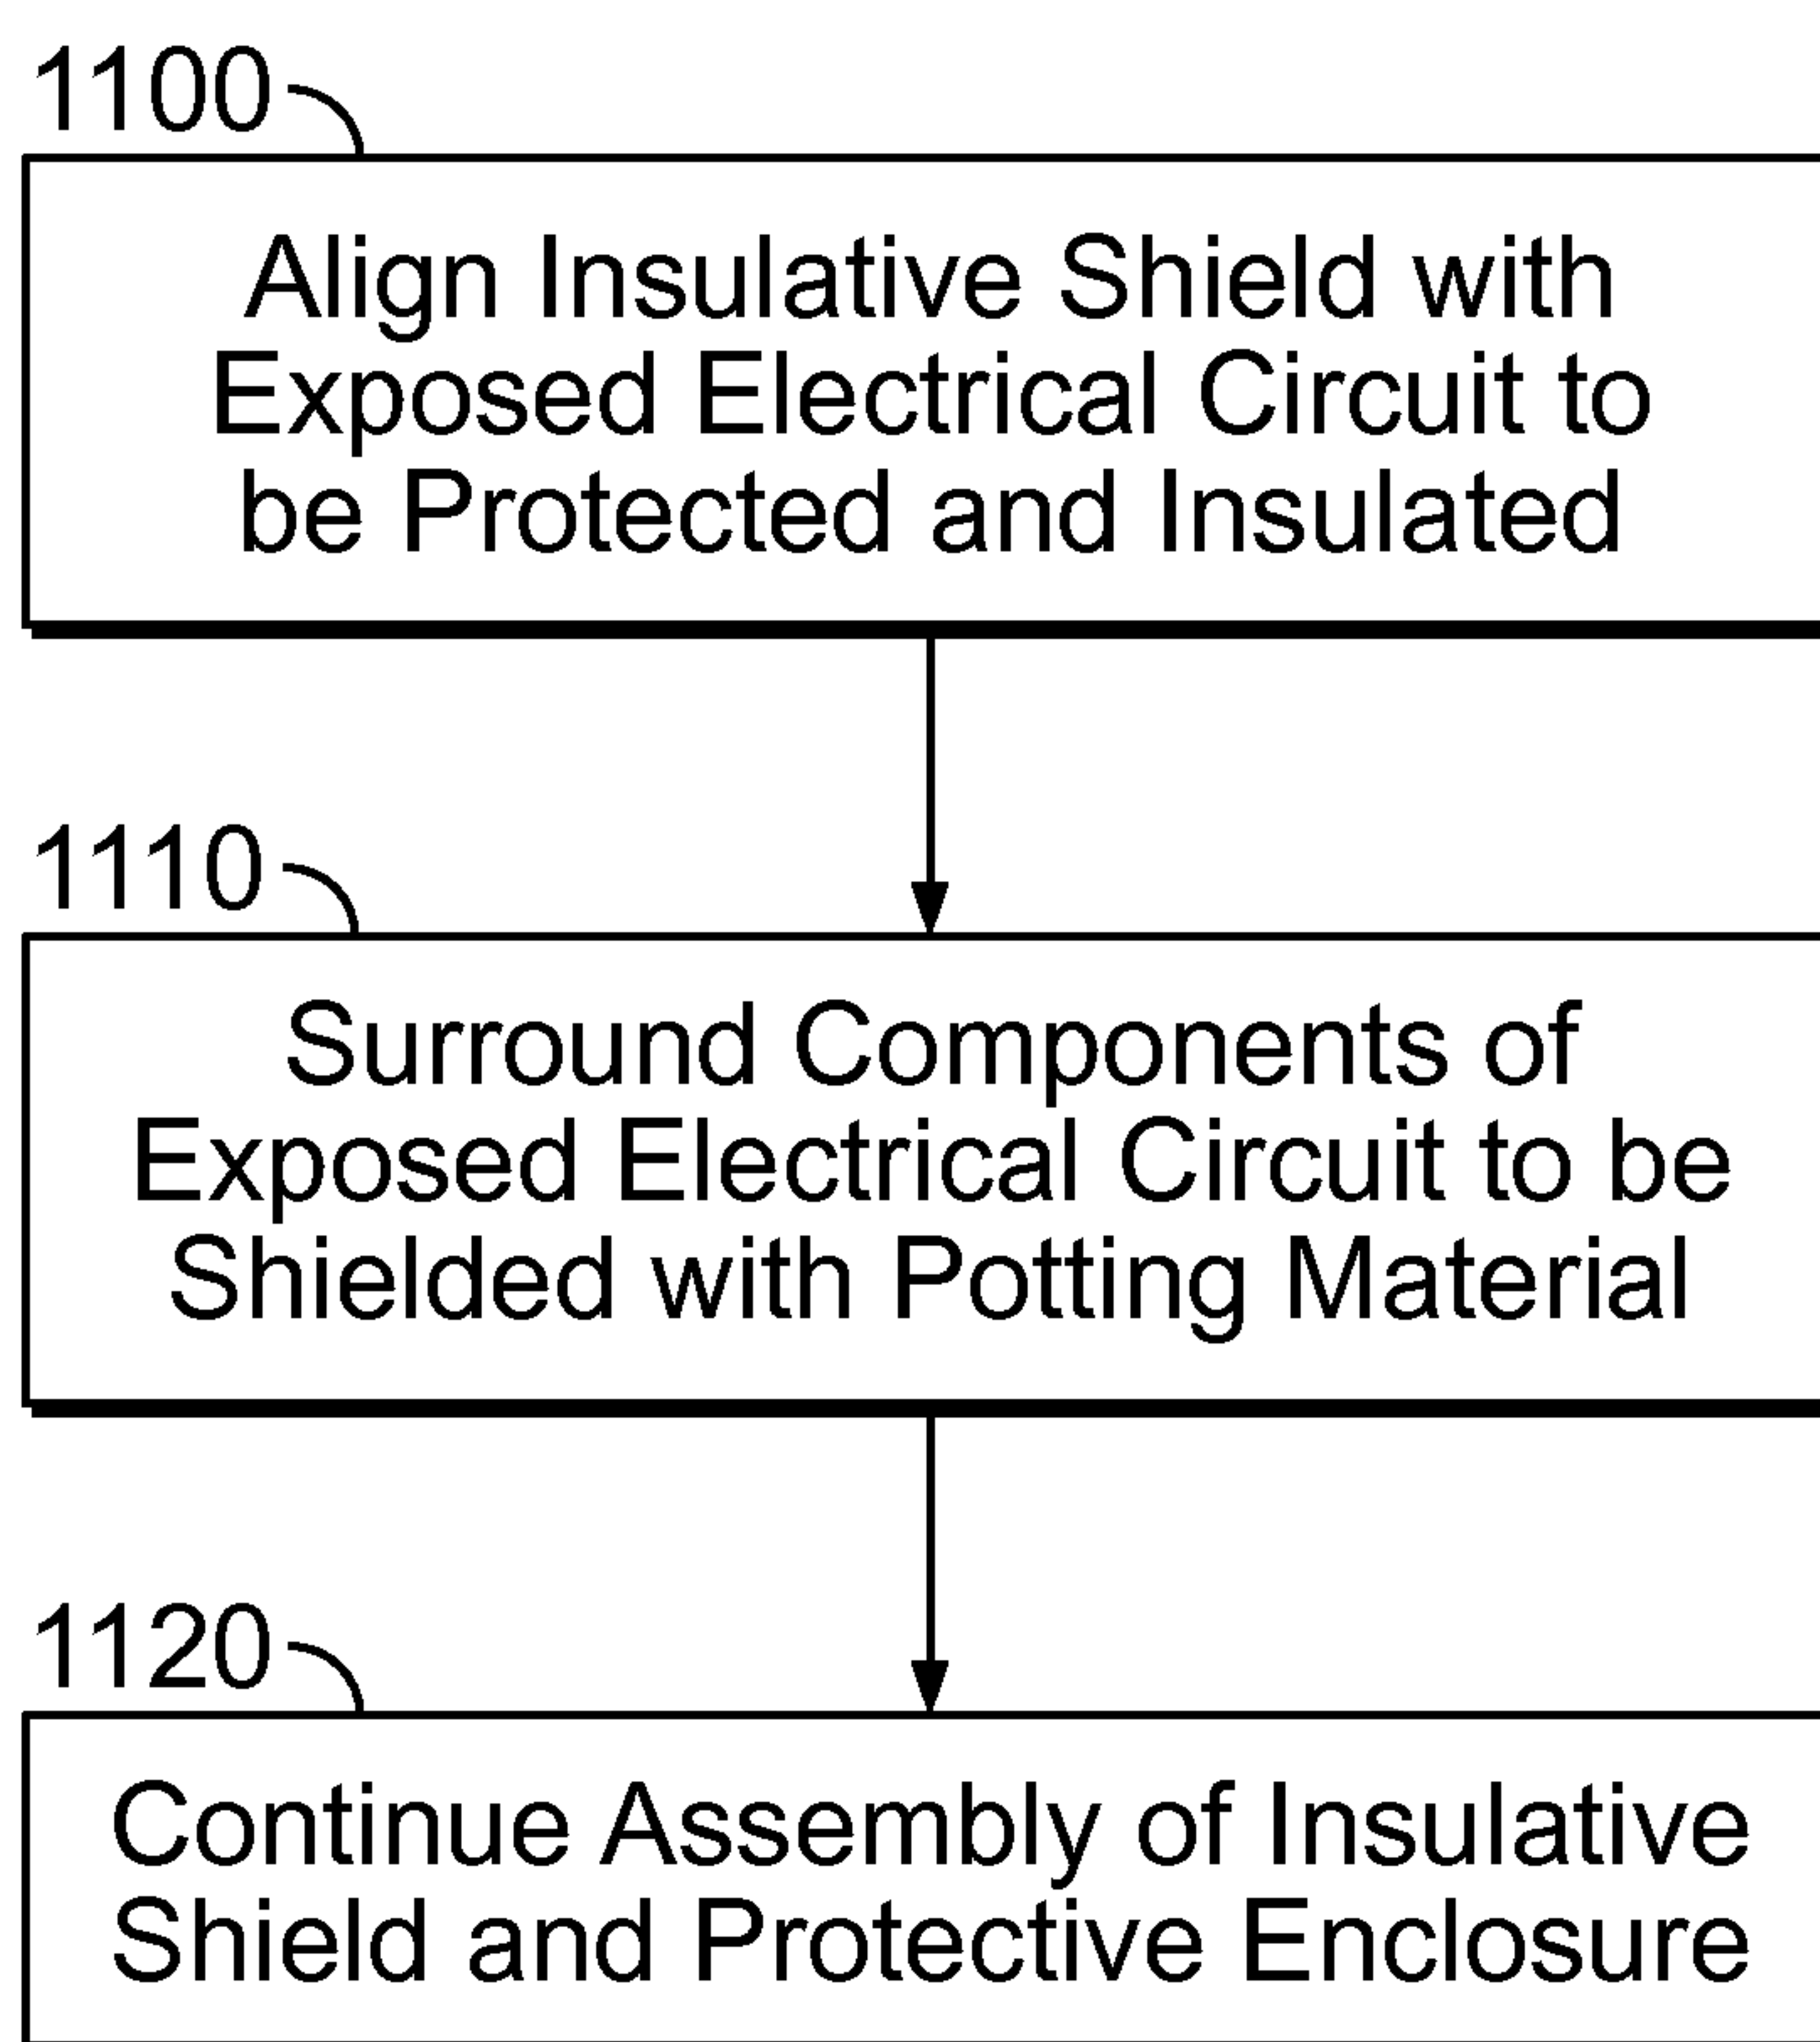 1100
Align Insulative Shield with
Exposed Electrical Circuit to
be Protected and Insulated
1110
Surround Components of
Exposed Electrical Circuit to be
Shielded with Potting Material
1120
Continue Assembly of Insulative
Shield and Protective Enclosure